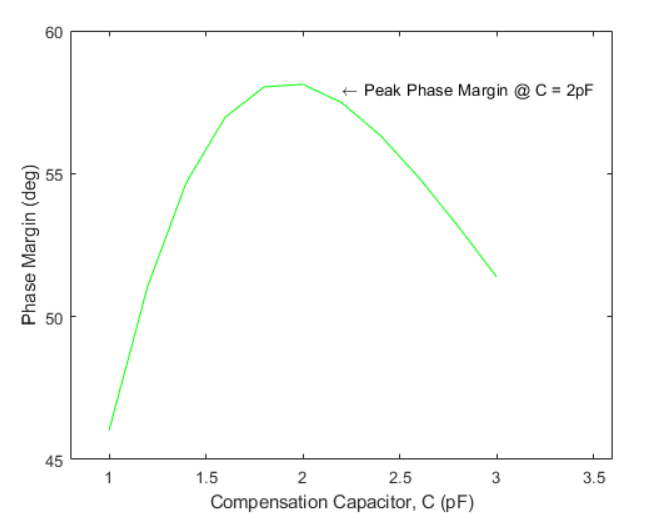 60
← Peak Phase Margin @ C = 2pF
55
Phase Margin (deg)
50
45
1 1.5 2 2.5 3 3.5
Compensation Capacitor, C (pF)